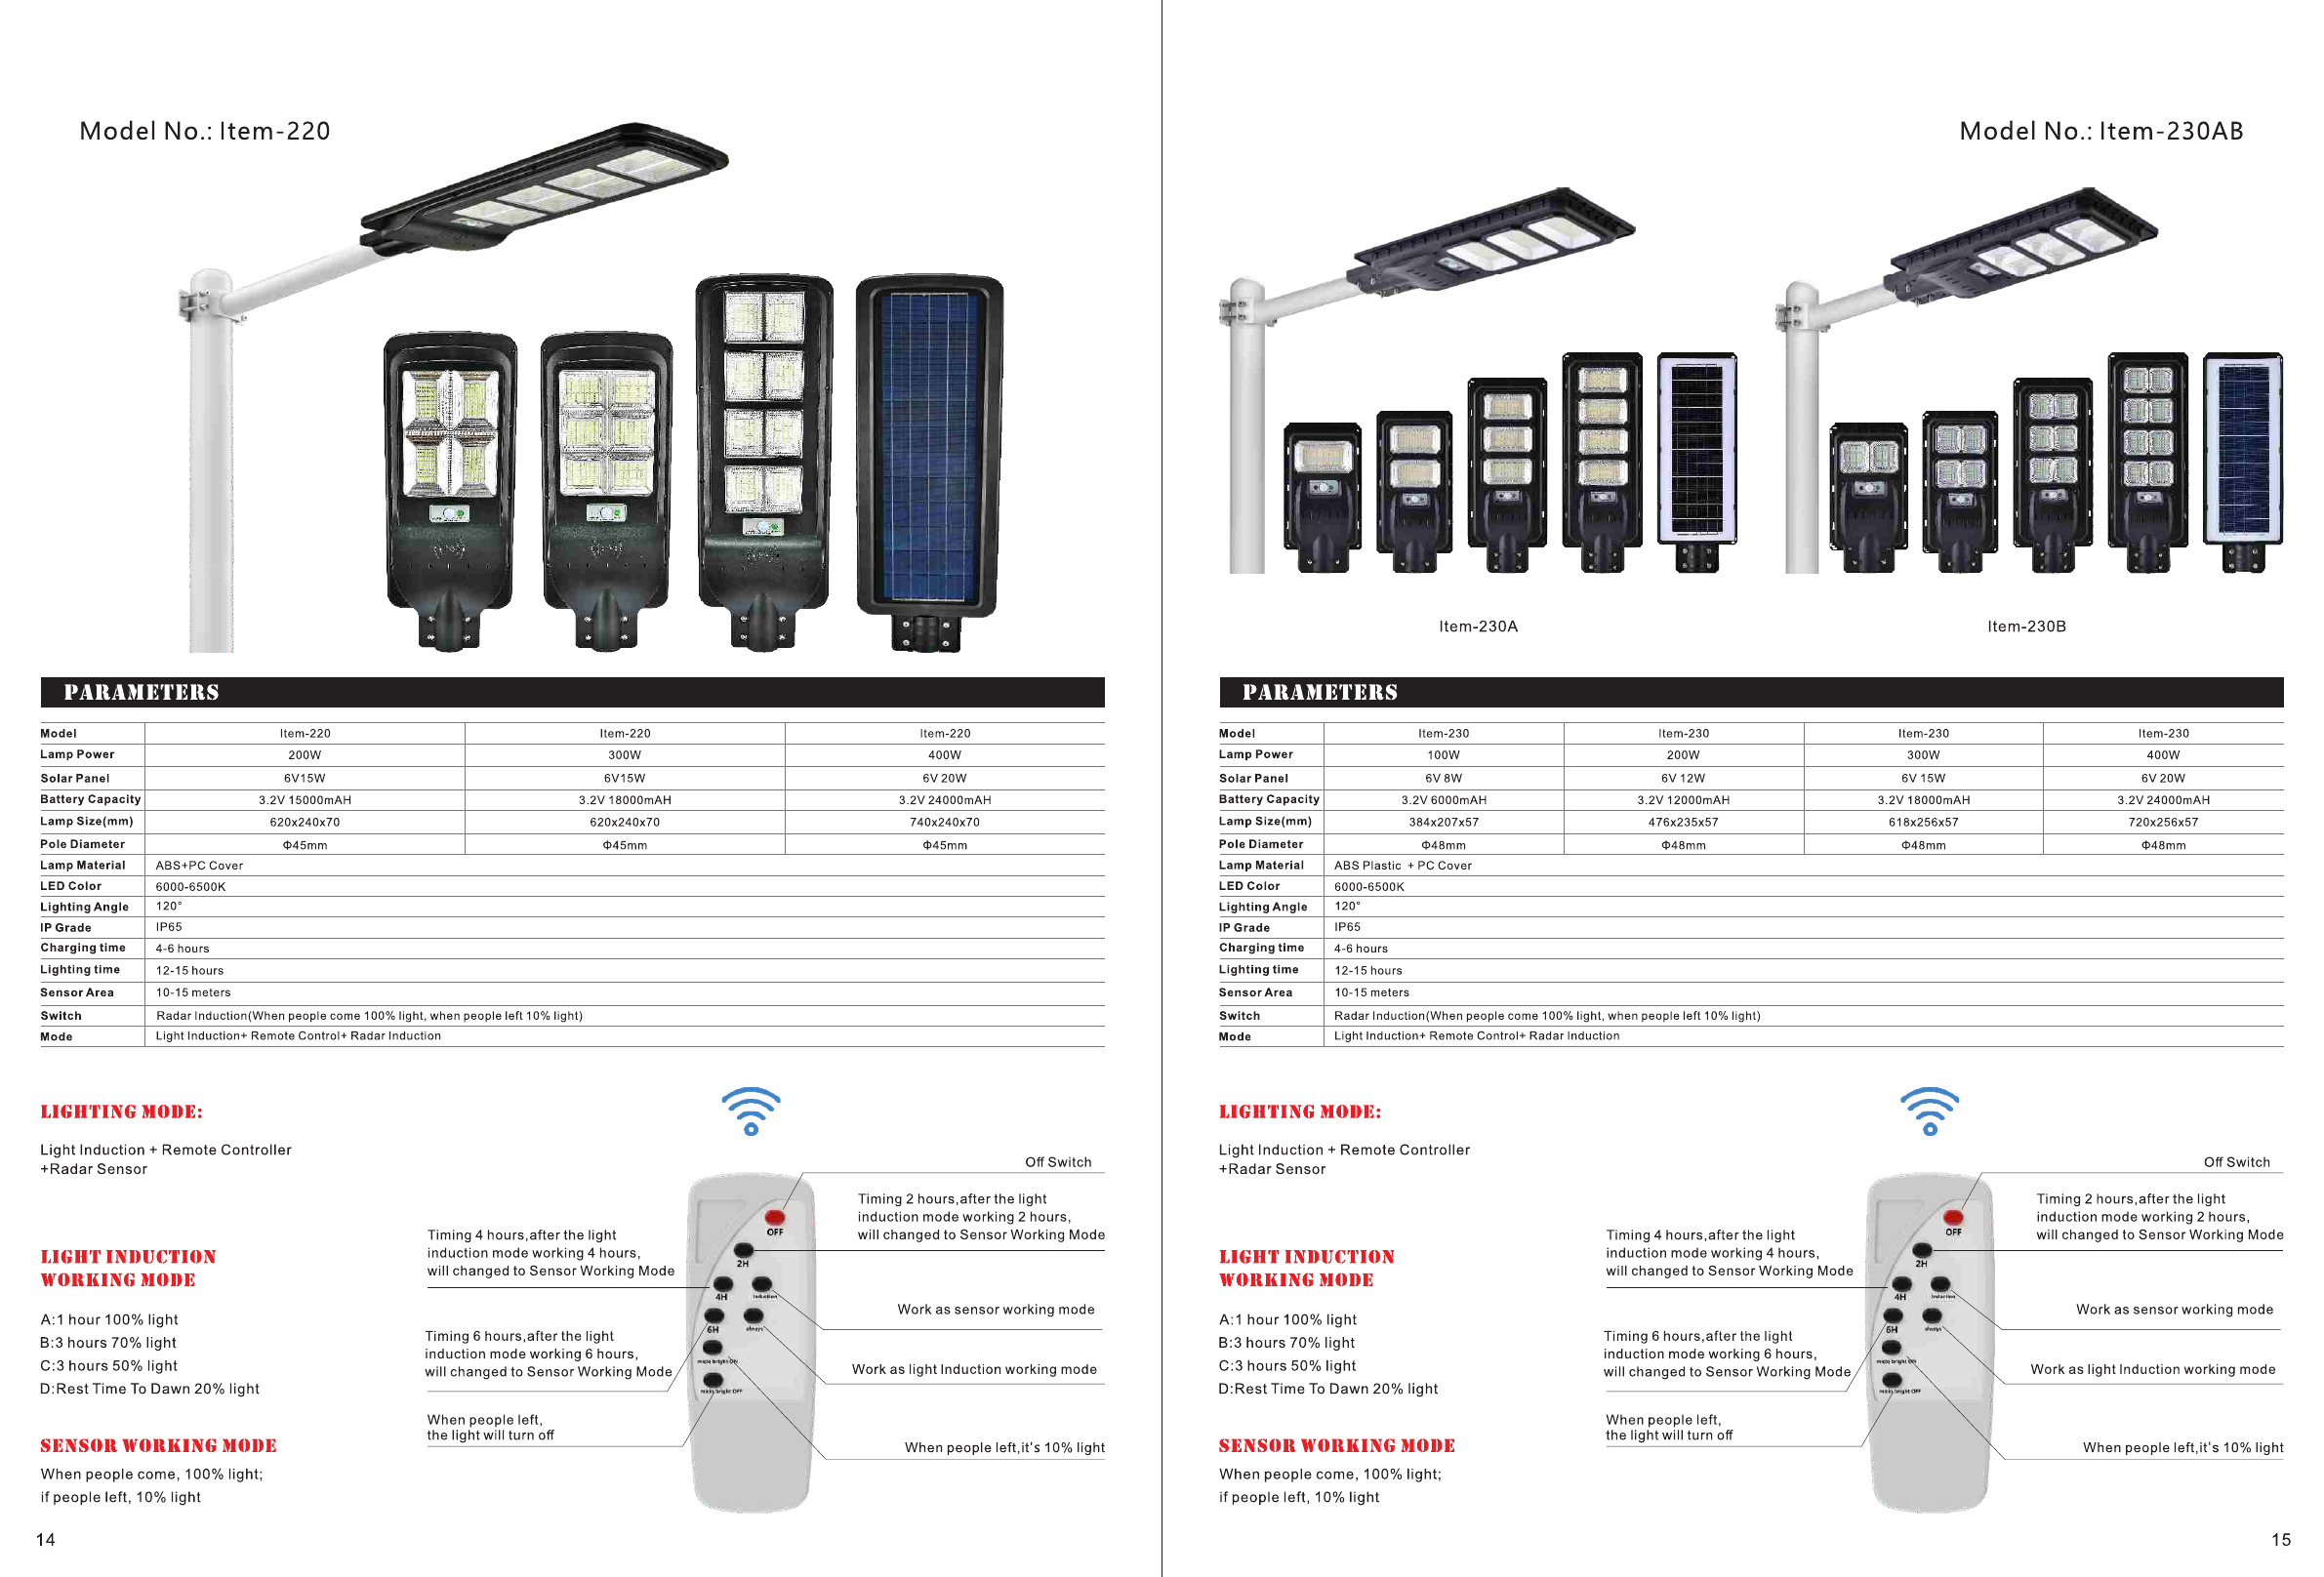 Model No.: Item-220
PARAMETERS
Model Item-220 Item-220 Item-220
Lamp Power 200W 300W 400W
Solar Panel 6V15W 6V15W 6V 20W
Battery Capacity 3.2V 15000mAH 3.2V 18000mAH 3.2V 24000mAH
Lamp Size(mm) 620x240x70 620x240x70 740x240x70
Pole Diameter Φ45mm Φ45mm Φ45mm
Lamp Material ABS+PC Cover
LED Color 6000-6500K
Lighting Angle 120°
IP Grade IP65
Charging time 4-6 hours
Lighting time 12-15 hours
Sensor Area 10-15 meters
Switch Radar Induction(When people come 100% light, when people left 10% light)
Mode Light Induction+ Remote Control+ Radar Induction
LIGHTING MODE:
Light Induction + Remote Controller
+Radar Sensor
LIGHT INDUCTION
WORKING MODE
A:1 hour 100% light
B:3 hours 70% light
C:3 hours 50% light
D:Rest Time To Dawn 20% light
SENSOR WORKING MODE
When people come, 100% light;
if people left, 10% light
Timing 4 hours,after the light
induction mode working 4 hours,
will changed to Sensor Working Mode
Timing 6 hours,after the light
induction mode working 6 hours,
will changed to Sensor Working Mode
When people left,
the light will turn off
OFF
2H
4H
induction
6H
always
micro bright ON
micro bright OFF
Off Switch
Timing 2 hours,after the light
induction mode working 2 hours,
will changed to Sensor Working Mode
Work as sensor working mode
Work as light Induction working mode
When people left,it's 10% light
14
Model No.: Item-230AB
Item-230A
Item-230B
PARAMETERS
Model Item-230 Item-230 Item-230 Item-230
Lamp Power 100W 200W 300W 400W
Solar Panel 6V 8W 6V 12W 6V 15W 6V 20W
Battery Capacity 3.2V 6000mAH 3.2V 12000mAH 3.2V 18000mAH 3.2V 24000mAH
Lamp Size(mm) 384x207x57 476x235x57 618x256x57 720x256x57
Pole Diameter Φ48mm Φ48mm Φ48mm Φ48mm
Lamp Material ABS Plastic + PC Cover
LED Color 6000-6500K
Lighting Angle 120°
IP Grade IP65
Charging time 4-6 hours
Lighting time 12-15 hours
Sensor Area 10-15 meters
Switch Radar Induction(When people come 100% light, when people left 10% light)
Mode Light Induction+ Remote Control+ Radar Induction
LIGHTING MODE:
Light Induction + Remote Controller
+Radar Sensor
LIGHT INDUCTION
WORKING MODE
A:1 hour 100% light
B:3 hours 70% light
C:3 hours 50% light
D:Rest Time To Dawn 20% light
SENSOR WORKING MODE
When people come, 100% light;
if people left, 10% light
Timing 4 hours,after the light
induction mode working 4 hours,
will changed to Sensor Working Mode
Timing 6 hours,after the light
induction mode working 6 hours,
will changed to Sensor Working Mode
When people left,
the light will turn off
OFF
2H
4H
induction
6H
always
micro bright ON
micro bright OFF
Off Switch
Timing 2 hours,after the light
induction mode working 2 hours,
will changed to Sensor Working Mode
Work as sensor working mode
Work as light Induction working mode
When people left,it's 10% light
15